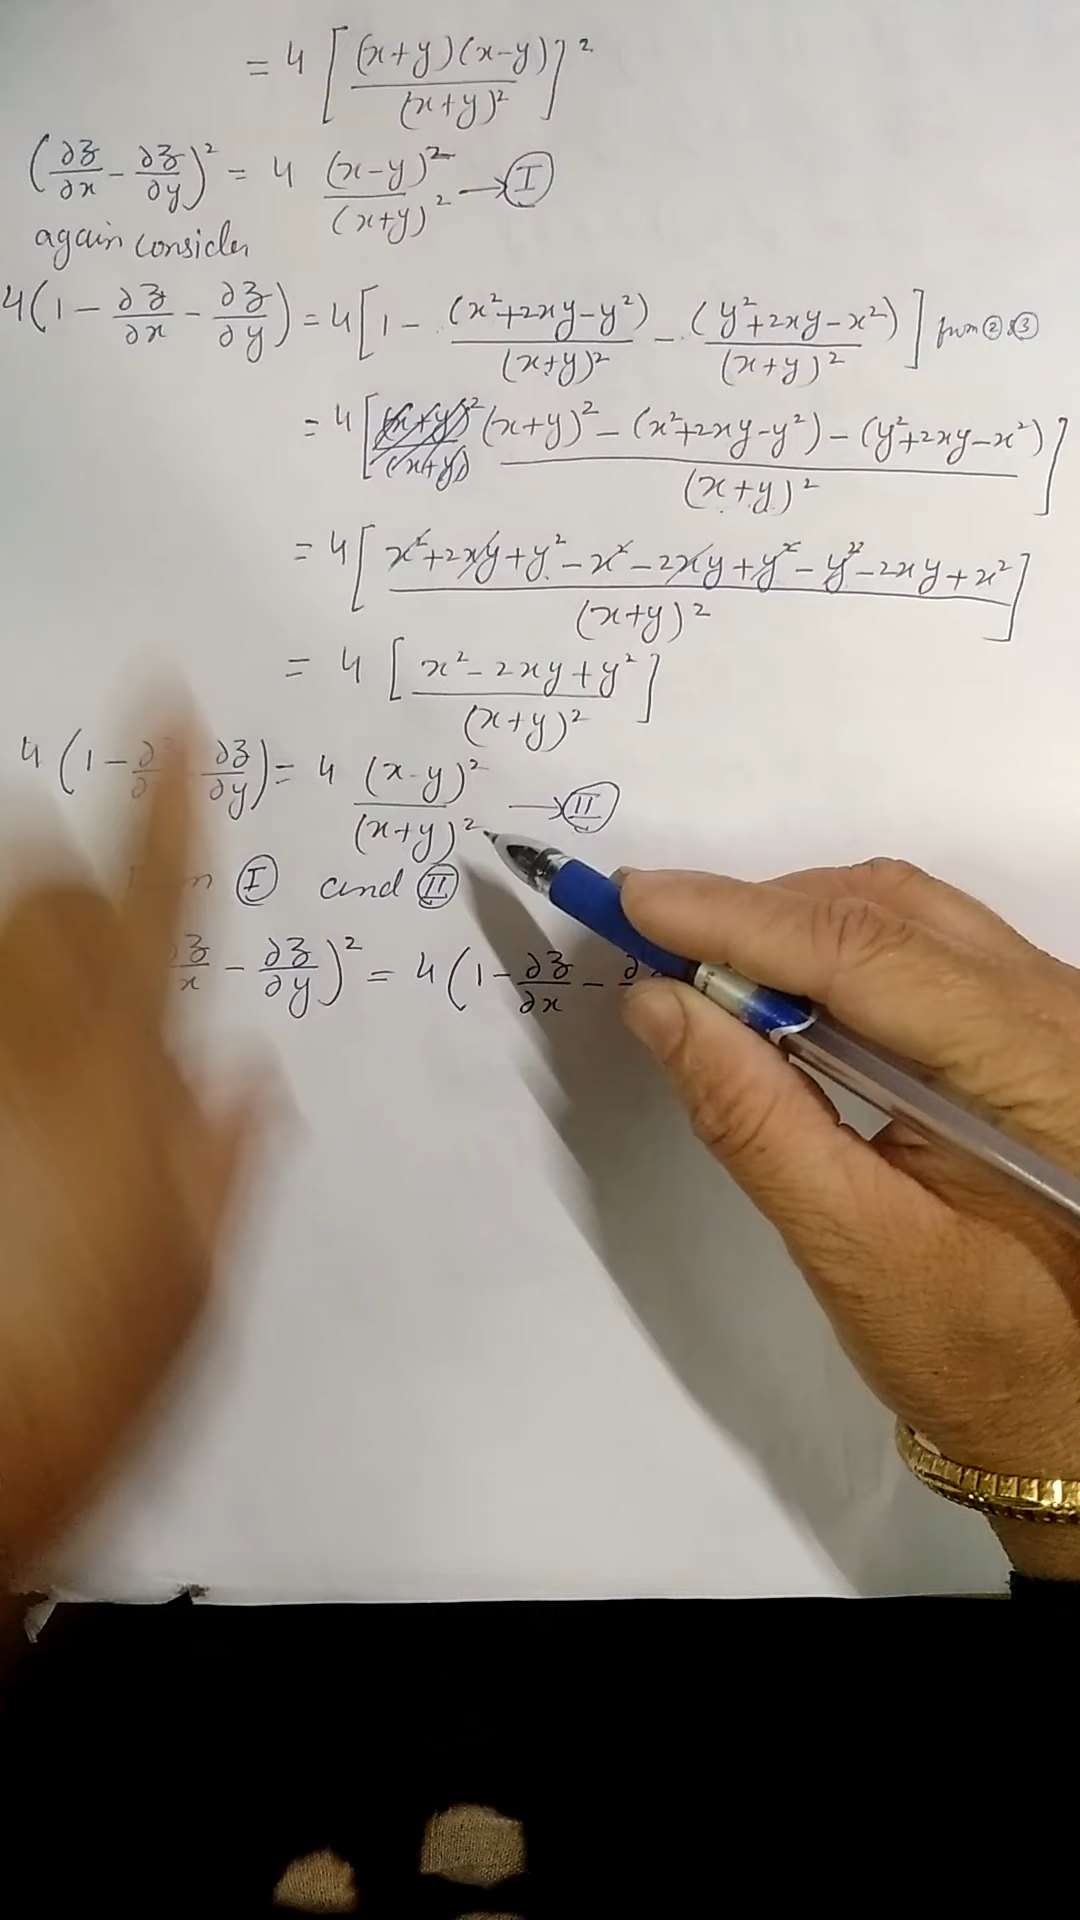 = 4 [(x+y)(x-y)/(x+y)²]²
(∂z/∂x - ∂z/∂y)² = 4 (x-y)²/(x+y)² → Ⓘ
again consider
4(1 - ∂z/∂x - ∂z/∂y) = 4[1 - (x²+2xy-y²)/(x+y)² - (y²+2xy-x²)/(x+y)²] from ② & ③
= 4[(x+y)² - (x²+2xy-y²) - (y²+2xy-x²)/(x+y)²]
= 4[x²+2xy+y²-x²-2xy+y²-y²-2xy+x²/(x+y)²]
= 4 [x²-2xy+y²/(x+y)²]
4(1 - ∂ ∂z/∂y) = 4 (x-y)²/(x+y)² → Ⓘⓘ
Ⓘ and Ⓘⓘ
∂z/x - ∂z/∂y)² = 4(1 - ∂z/∂x - ∂